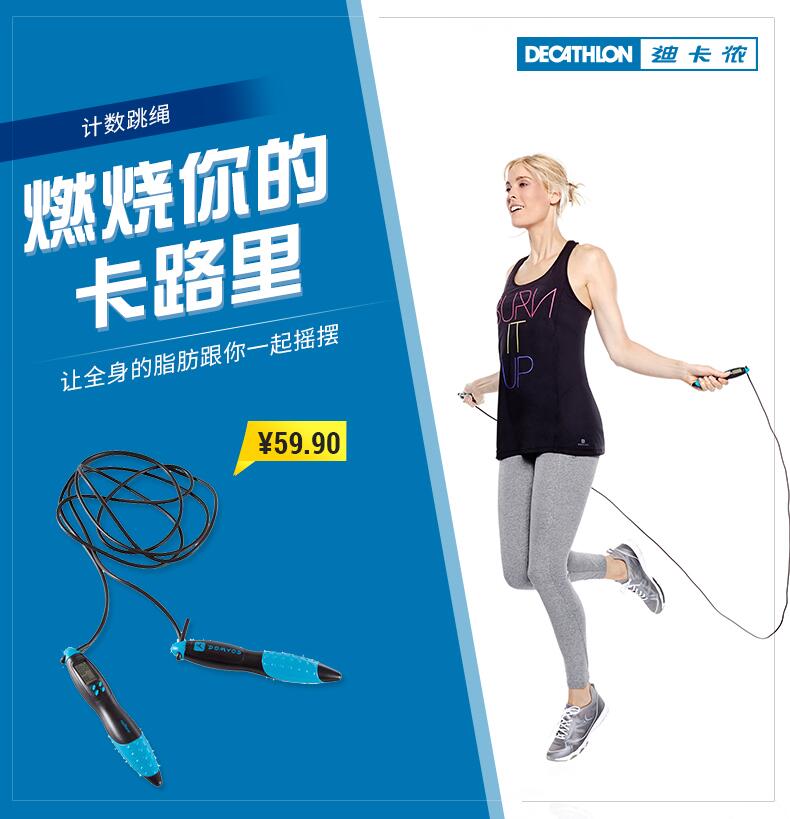 DECATHLON 迪卡侬
计数跳绳
燃烧你的
卡路里
让全身的脂肪跟你一起摇摆
¥59.90
BURN
IT
UP
DOMYOS